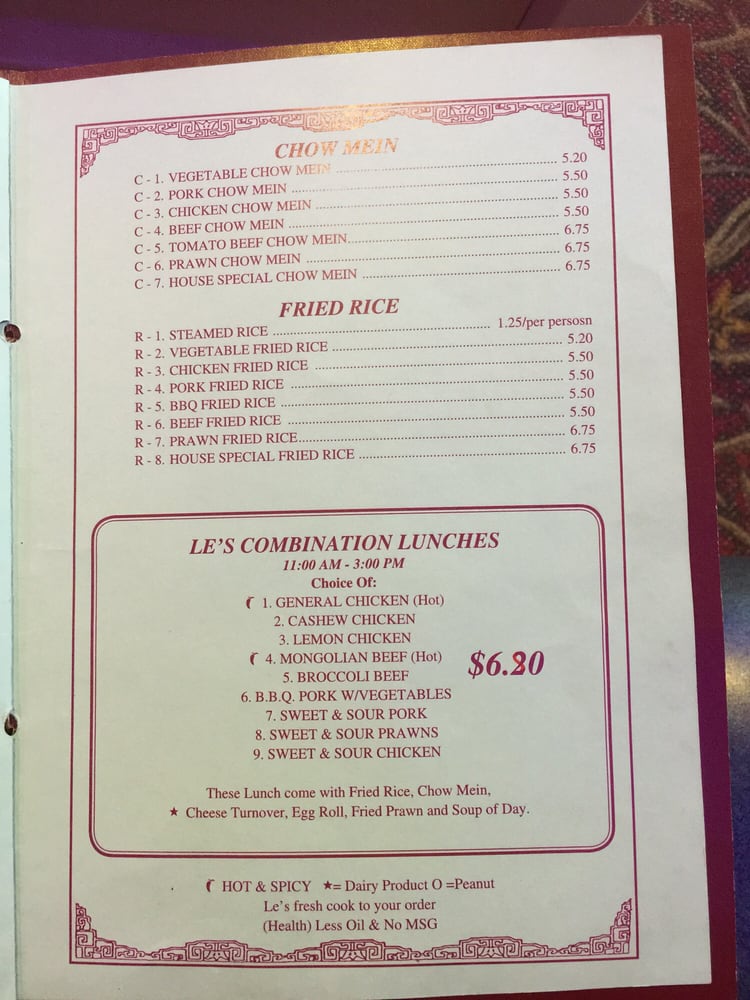 CHOW MEIN
C - 1. VEGETABLE CHOW MEIN ........ 5.20
C - 2. PORK CHOW MEIN ........ 5.50
C - 3. CHICKEN CHOW MEIN ........ 5.50
C - 4. BEEF CHOW MEIN ........ 5.50
C - 5. TOMATO BEEF CHOW MEIN........ 6.75
C - 6. PRAWN CHOW MEIN ........ 6.75
C - 7. HOUSE SPECIAL CHOW MEIN ........ 6.75
FRIED RICE
R - 1. STEAMED RICE ........ 1.25/per persosn
R - 2. VEGETABLE FRIED RICE ........ 5.20
R - 3. CHICKEN FRIED RICE ........ 5.50
R - 4. PORK FRIED RICE ........ 5.50
R - 5. BBQ FRIED RICE ........ 5.50
R - 6. BEEF FRIED RICE ........ 5.50
R - 7. PRAWN FRIED RICE........ 6.75
R - 8. HOUSE SPECIAL FRIED RICE ........ 6.75
LE'S COMBINATION LUNCHES
11:00 AM - 3:00 PM
Choice Of:
1. GENERAL CHICKEN (Hot)
2. CASHEW CHICKEN
3. LEMON CHICKEN
4. MONGOLIAN BEEF (Hot)
$6.80
5. BROCCOLI BEEF
6. B.B.Q. PORK W/VEGETABLES
7. SWEET & SOUR PORK
8. SWEET & SOUR PRAWNS
9. SWEET & SOUR CHICKEN
These Lunch come with Fried Rice, Chow Mein,
★ Cheese Turnover, Egg Roll, Fried Prawn and Soup of Day.
HOT & SPICY ★= Dairy Product O =Peanut
Le's fresh cook to your order
(Health) Less Oil & No MSG